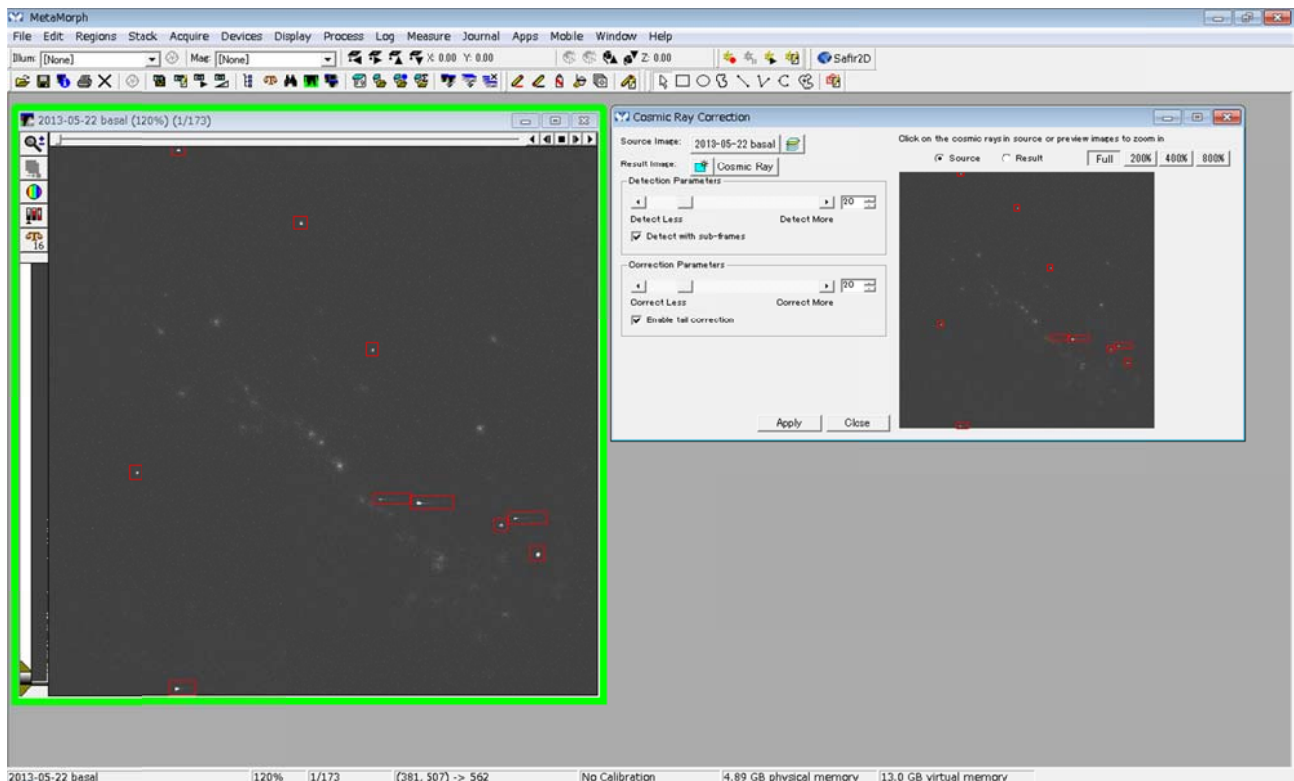 MetaMorph
File Edit Regions Stack Acquire Devices Display Process Log Measure Journal Apps Mobile Window Help
Illum: [None] Mag: [None] X: 0.00 Y: 0.00 Z: 0.00 Safir2D
2013-05-22 basal (120%) (1/173)
16
Cosmic Ray Correction
Source Image: 2013-05-22 basal
Click on the cosmic rays in source or preview images to zoom in
Source Result Full 200% 400% 800%
Result Image: Cosmic Ray
Detection Parameters
20
Detect Less Detect More
Detect with sub-frames
Correction Parameters
20
Correct Less Correct More
Enable tail correction
Apply Close
2013-05-22 basal 120% 1/173 (381, 507) -> 562 No Calibration 4.89 GB physical memory 13.0 GB virtual memory